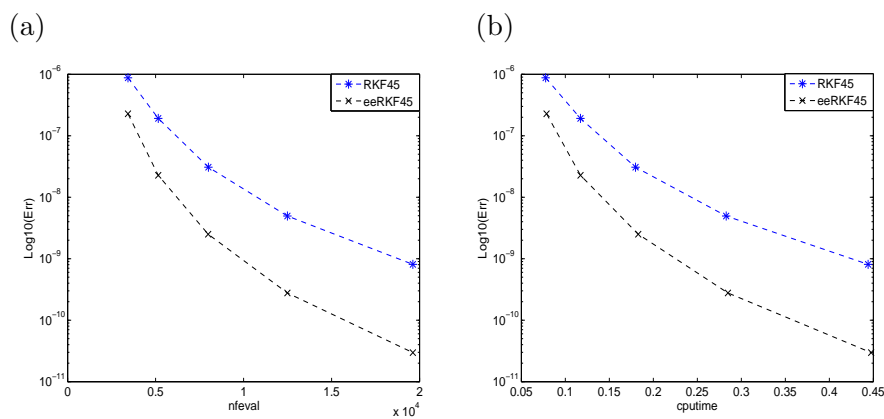 (a)
10^-6
10^-7
10^-8
10^-9
10^-10
10^-11
Log10(Err)
RKF45
eeRKF45
0 0.5 1 1.5 2
nfeval
x 10^4
(b)
10^-6
10^-7
10^-8
10^-9
10^-10
10^-11
Log10(Err)
RKF45
eeRKF45
0.05 0.1 0.15 0.2 0.25 0.3 0.35 0.4 0.45
cputime